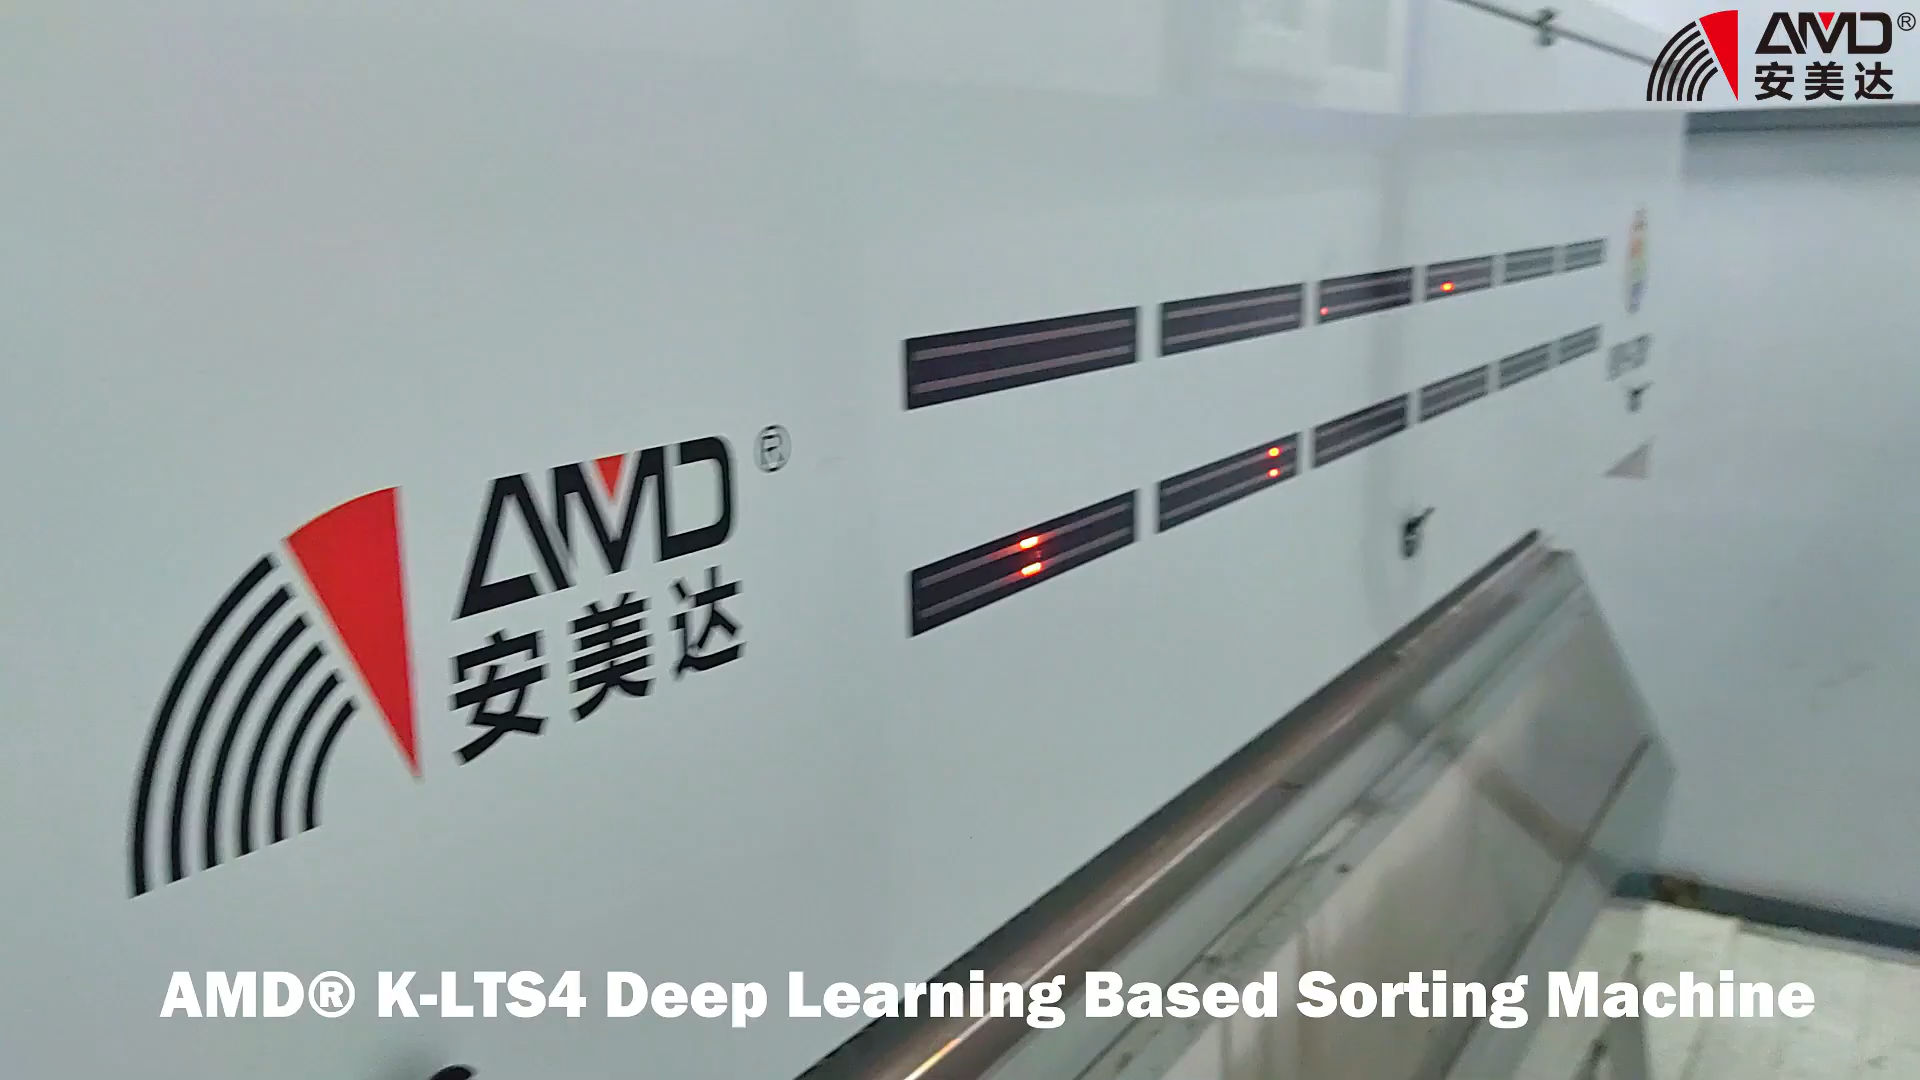 AMD®
安美达
AMD®
安美达
AMD® K-LTS4 Deep Learning Based Sorting Machine